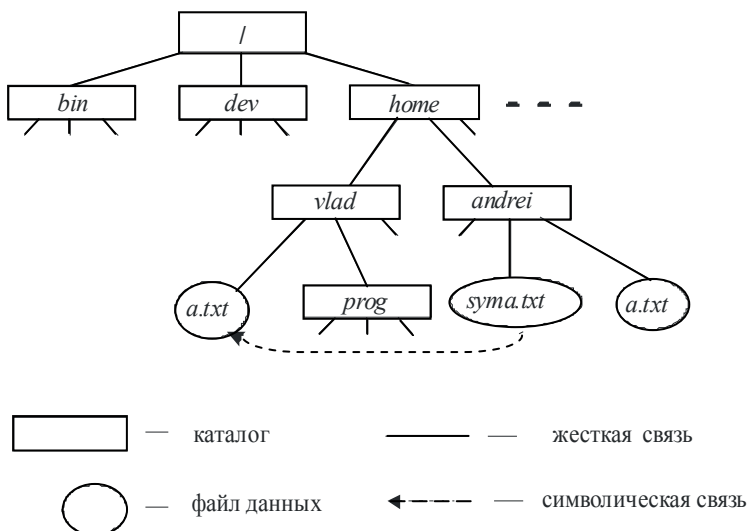 /
bin dev home
vlad andrei
a.txt prog syma.txt a.txt
— каталог — жесткая связь
— файл данных — символическая связь